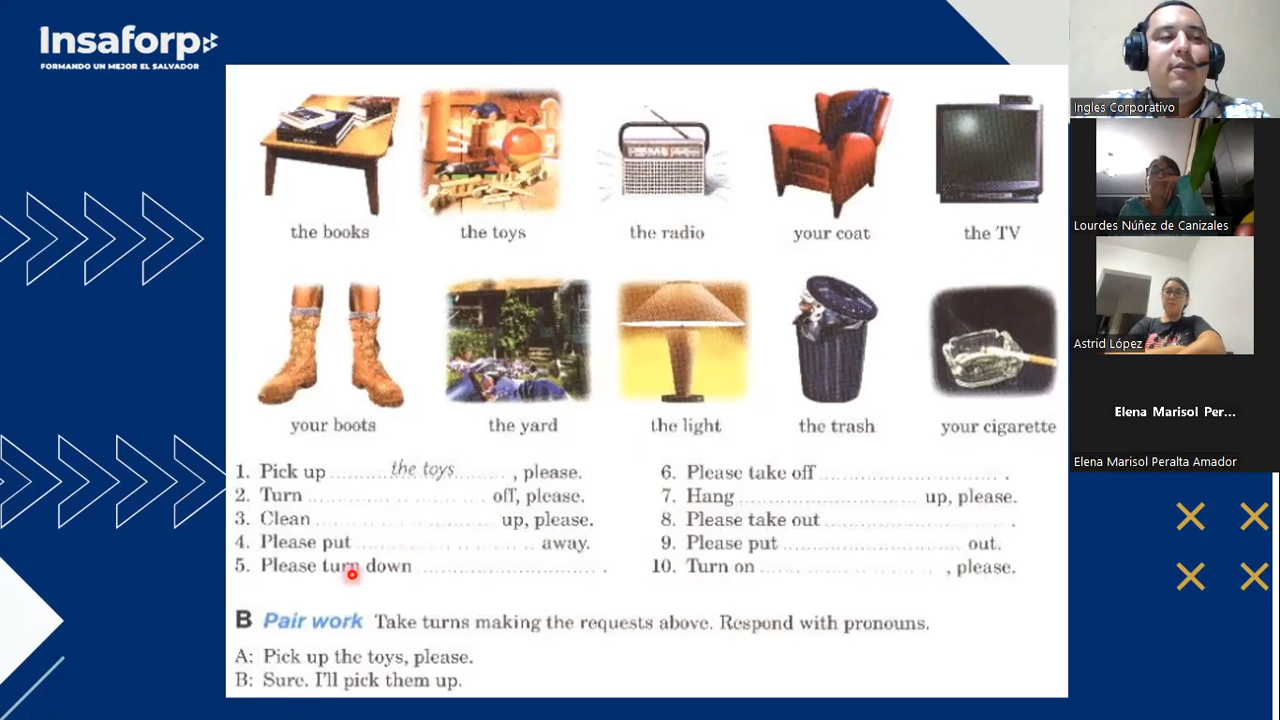 Insaforp
FORMANDO UN MEJOR EL SALVADOR
the books
the toys
the radio
your coat
the TV
your boots
the yard
the light
the trash
your cigarette
1. Pick up ........ the toys ........ , please.
2. Turn ........ off, please.
3. Clean ........ up, please.
4. Please put ........ away.
5. Please turn down ........ .
6. Please take off ........ .
7. Hang ........ up, please.
8. Please take out ........ .
9. Please put ........ out.
10. Turn on ........ , please.
B Pair work Take turns making the requests above. Respond with pronouns.
A: Pick up the toys, please.
B: Sure. I'll pick them up.
Ingles Corporativo
Lourdes Núñez de Canizales
Astrid López
Elena Marisol Per...
Elena Marisol Peralta Amador